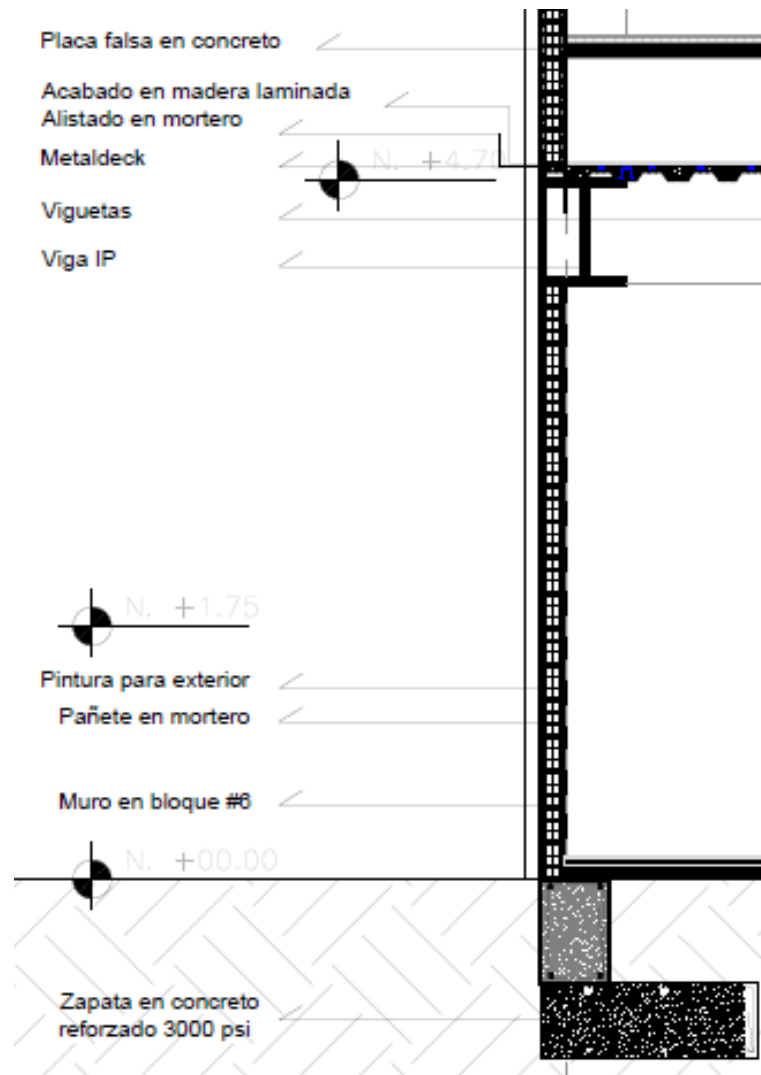 Placa falsa en concreto
Acabado en madera laminada
Alistado en mortero
Metaldeck
N. +4.70
Viguetas
Viga IP
N. +1.75
Pintura para exterior
Pañete en mortero
Muro en bloque #6
N. +00.00
Zapata en concreto
reforzado 3000 psi